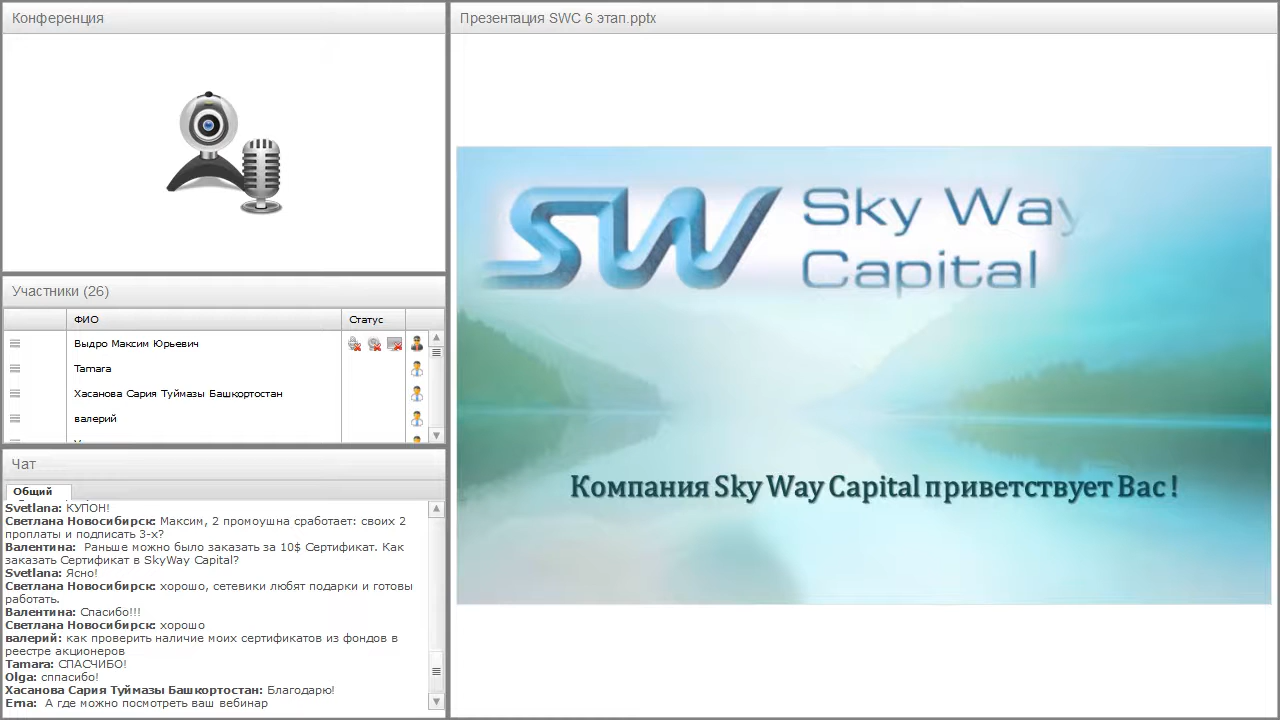 Конференция
Участники (26)
ФИО
Статус
Выдро Максим Юрьевич
Tamara
Хасанова Сария Туймазы Башкортостан
валерий
Чат
Общий
Svetlana: КУПОН!
Светлана Новосибирск: Максим, 2 промоушна сработает: своих 2
проплаты и подписать 3-х?
Валентина: Раньше можно было заказать за 10$ Сертификат. Как
заказать Сертификат в SkyWay Capital?
Svetlana: Ясно!
Светлана Новосибирск: хорошо, сетевики любят подарки и готовы
работать.
Валентина: Спасибо!!!
Светлана Новосибирск: хорошо
валерий: как проверить наличие моих сертификатов из фондов в
реестре акционеров
Tamara: СПАСЧИБО!
Olga: сппасибо!
Хасанова Сария Туймазы Башкортостан: Благодарю!
Erna: А где можно посмотреть ваш вебинар
Презентация SWC 6 этап.pptx
SW
Sky Way
Capital
Компания Sky Way Capital приветствует Вас !